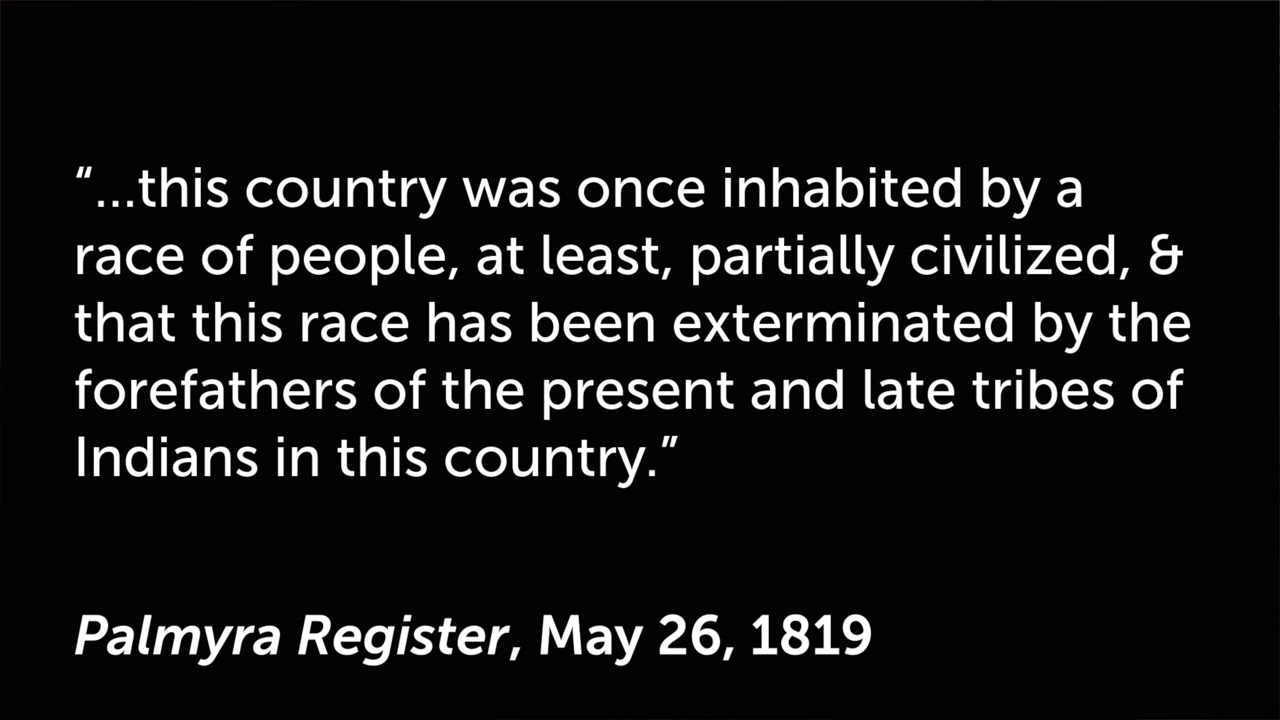 “...this country was once inhabited by a
race of people, at least, partially civilized, &
that this race has been exterminated by the
forefathers of the present and late tribes of
Indians in this country.”
Palmyra Register, May 26, 1819